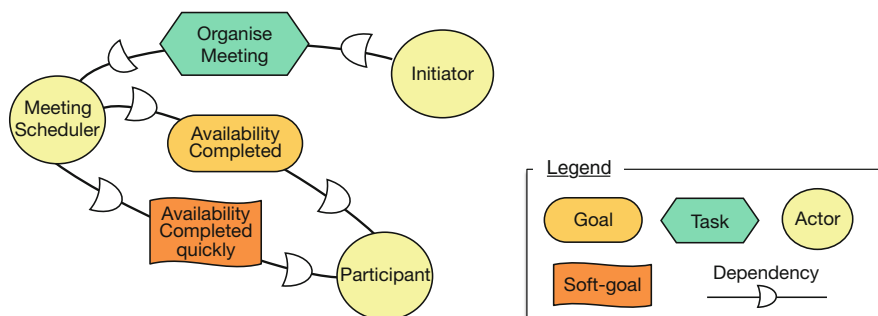 Organise
Meeting
Initiator
Meeting
Scheduler
Availability
Completed
Availability
Completed
quickly
Participant
Legend
Goal
Task
Actor
Soft-goal
Dependency